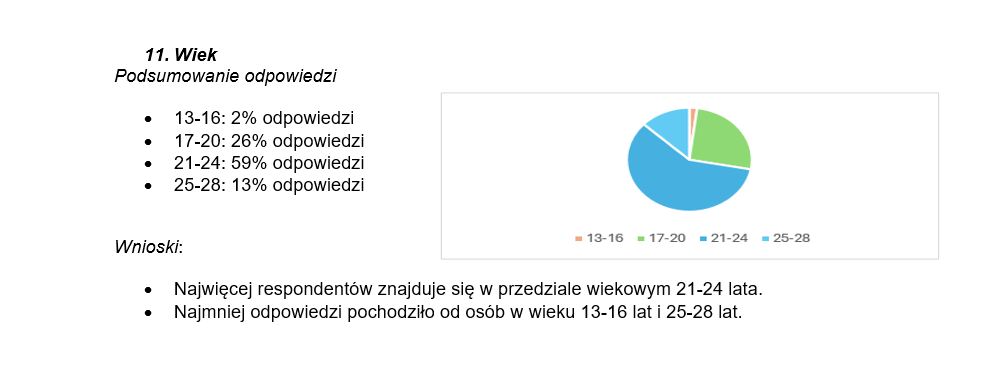 11. Wiek
Podsumowanie odpowiedzi
• 13-16: 2% odpowiedzi
• 17-20: 26% odpowiedzi
• 21-24: 59% odpowiedzi
• 25-28: 13% odpowiedzi
13-16 17-20 21-24 25-28
Wnioski:
• Najwięcej respondentów znajduje się w przedziale wiekowym 21-24 lata.
• Najmniej odpowiedzi pochodziło od osób w wieku 13-16 lat i 25-28 lat.